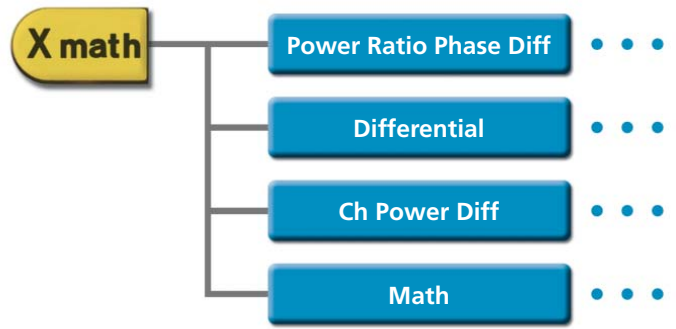 X math
Power Ratio Phase Diff
Differential
Ch Power Diff
Math